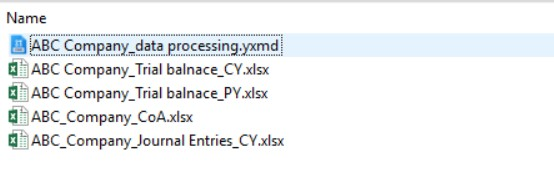 Name
ABC Company_data processing.yxmd
ABC Company_Trial balnace_CY.xlsx
ABC Company_Trial balnace_PY.xlsx
ABC_Company_CoA.xlsx
ABC_Company_Journal Entries_CY.xlsx